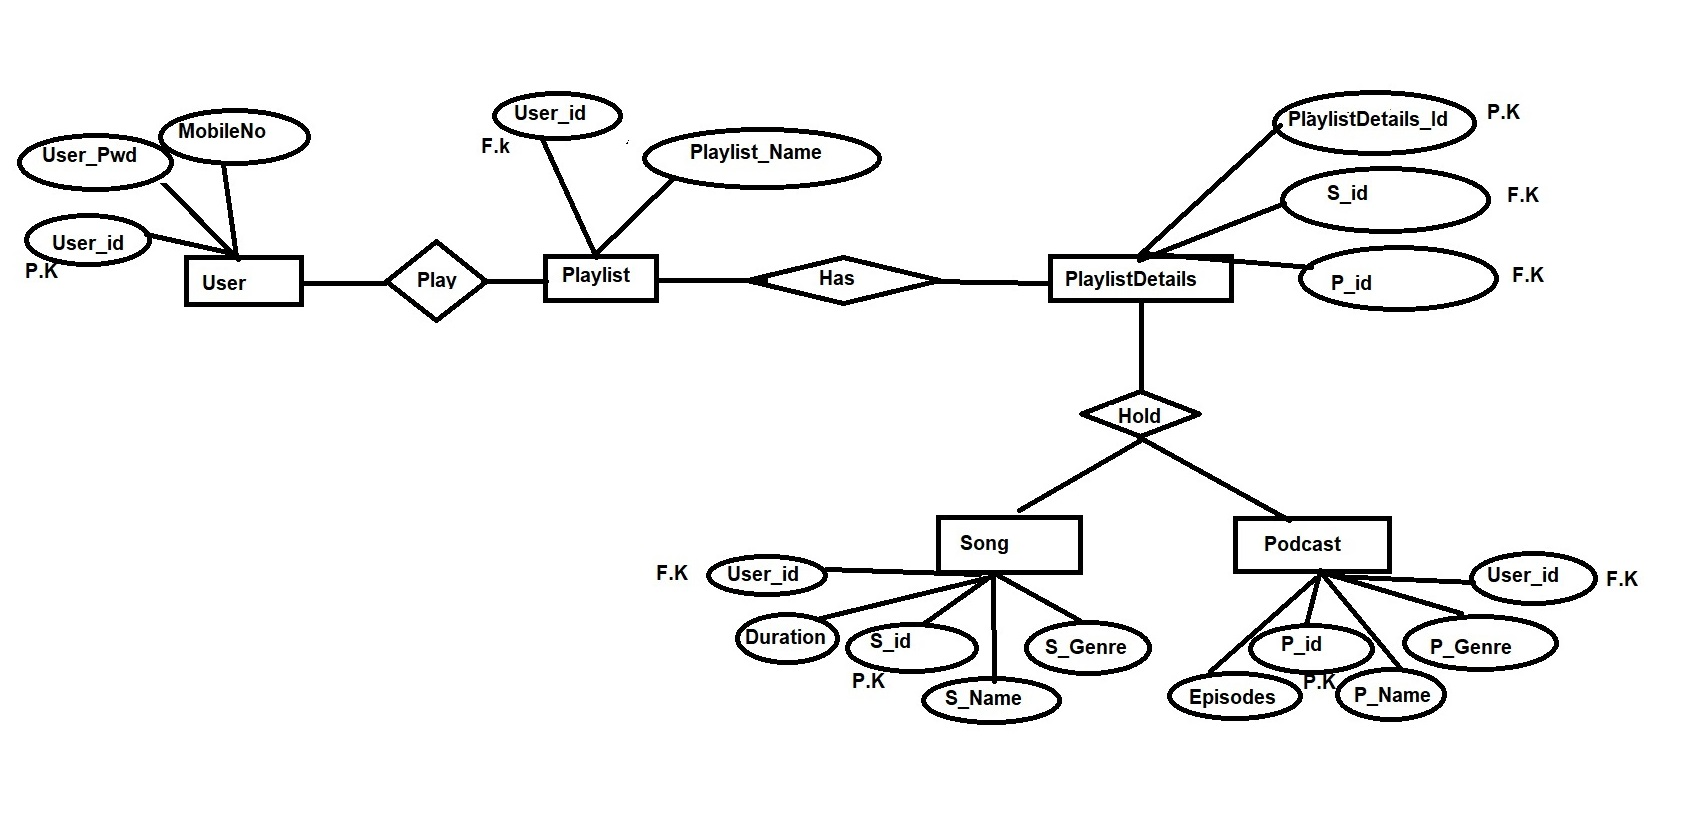 User_id
F.k
MobileNo
User_Pwd
User_id
P.K
Playlist_Name
PlaylistDetails_Id
P.K
S_id
F.K
P_id
F.K
User
Play
Playlist
Has
PlaylistDetails
Hold
Song
Podcast
F.K
User_id
Duration
S_id
P.K
S_Name
S_Genre
User_id
F.K
P_id
P.K
P_Genre
Episodes
P_Name